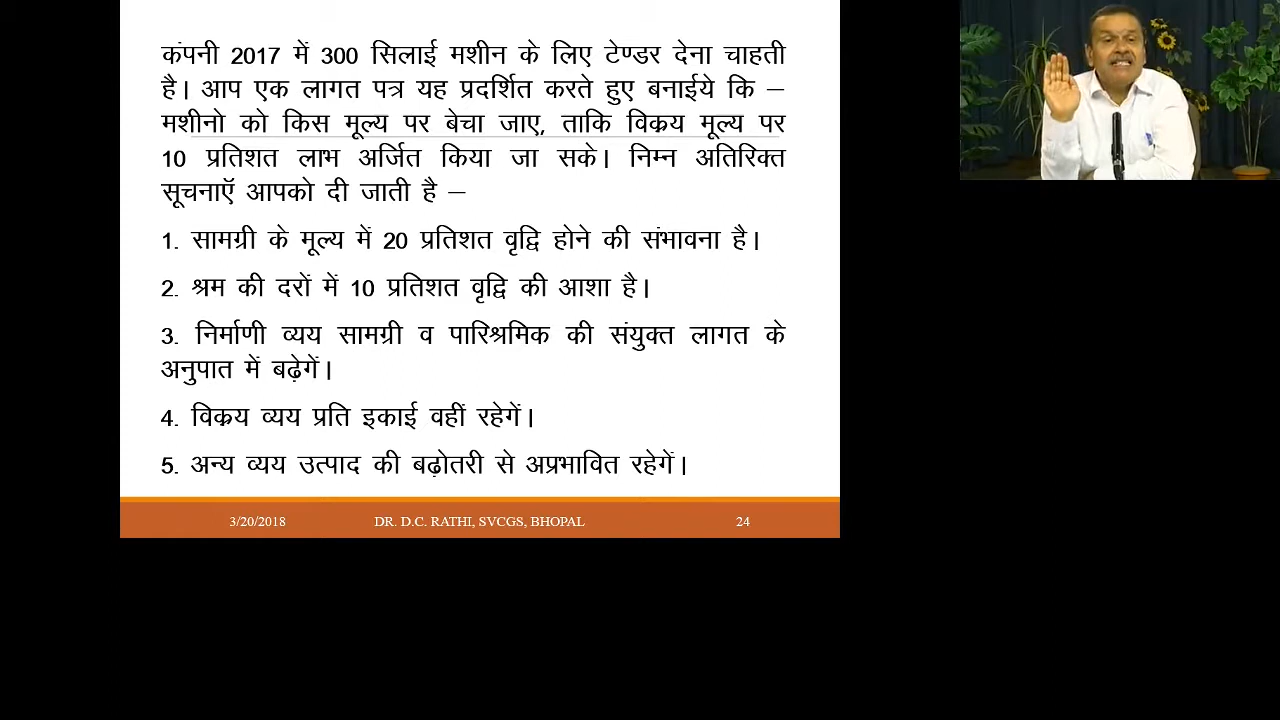 कंपनी 2017 में 300 सिलाई मशीन के लिए टेण्डर देना चाहती
है। आप एक लागत पत्र यह प्रदर्शित करते हुए बनाईये कि –
मशीनो को किस मूल्य पर बेचा जाए, ताकि विक्रय मूल्य पर
10 प्रतिशत लाभ अर्जित किया जा सके। निम्न अतिरिक्त
सूचनाऍ आपको दी जाती है –
1. सामग्री के मूल्य में 20 प्रतिशत वृद्वि होने की संभावना है।
2. श्रम की दरों में 10 प्रतिशत वृद्वि की आशा है।
3. निर्माणी व्यय सामग्री व पारिश्रमिक की संयुक्त लागत के
अनुपात में बढ़ेगें।
4. विक्रय व्यय प्रति इकाई वहीं रहेगें।
5. अन्य व्यय उत्पाद की बढ़ोतरी से अप्रभावित रहेगें।
3/20/2018 DR. D.C. RATHI, SVCGS, BHOPAL 24